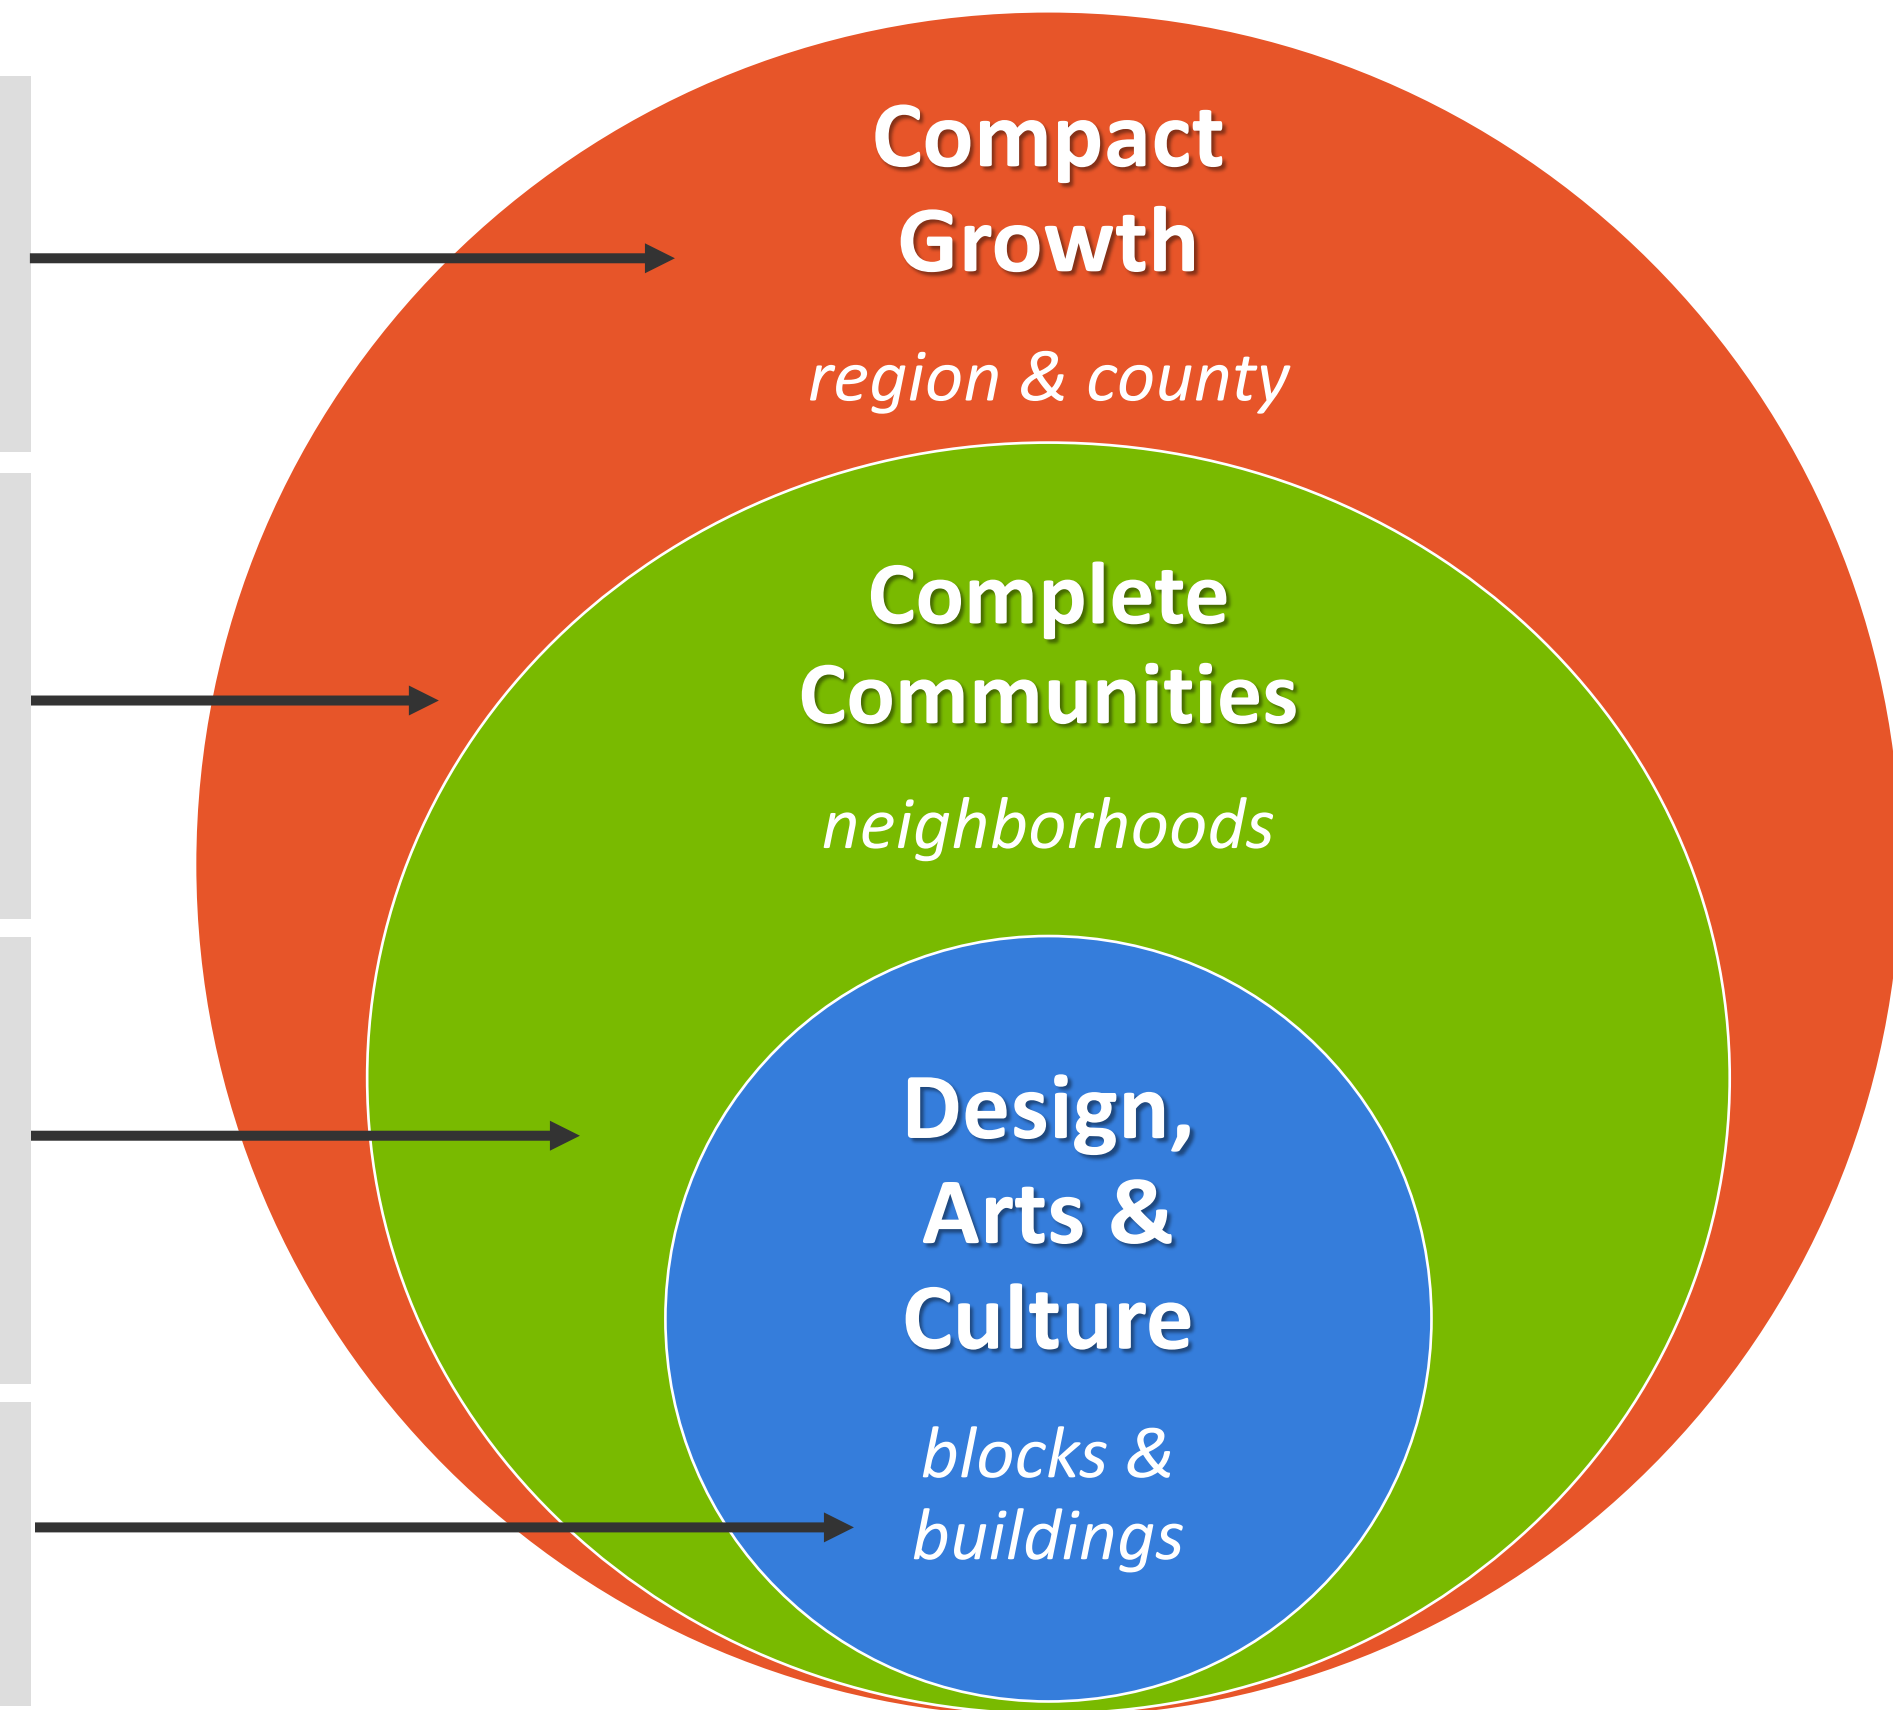 Compact
Growth
region & county
Complete
Communities
neighborhoods
Design,
Arts &
Culture
blocks &
buildings